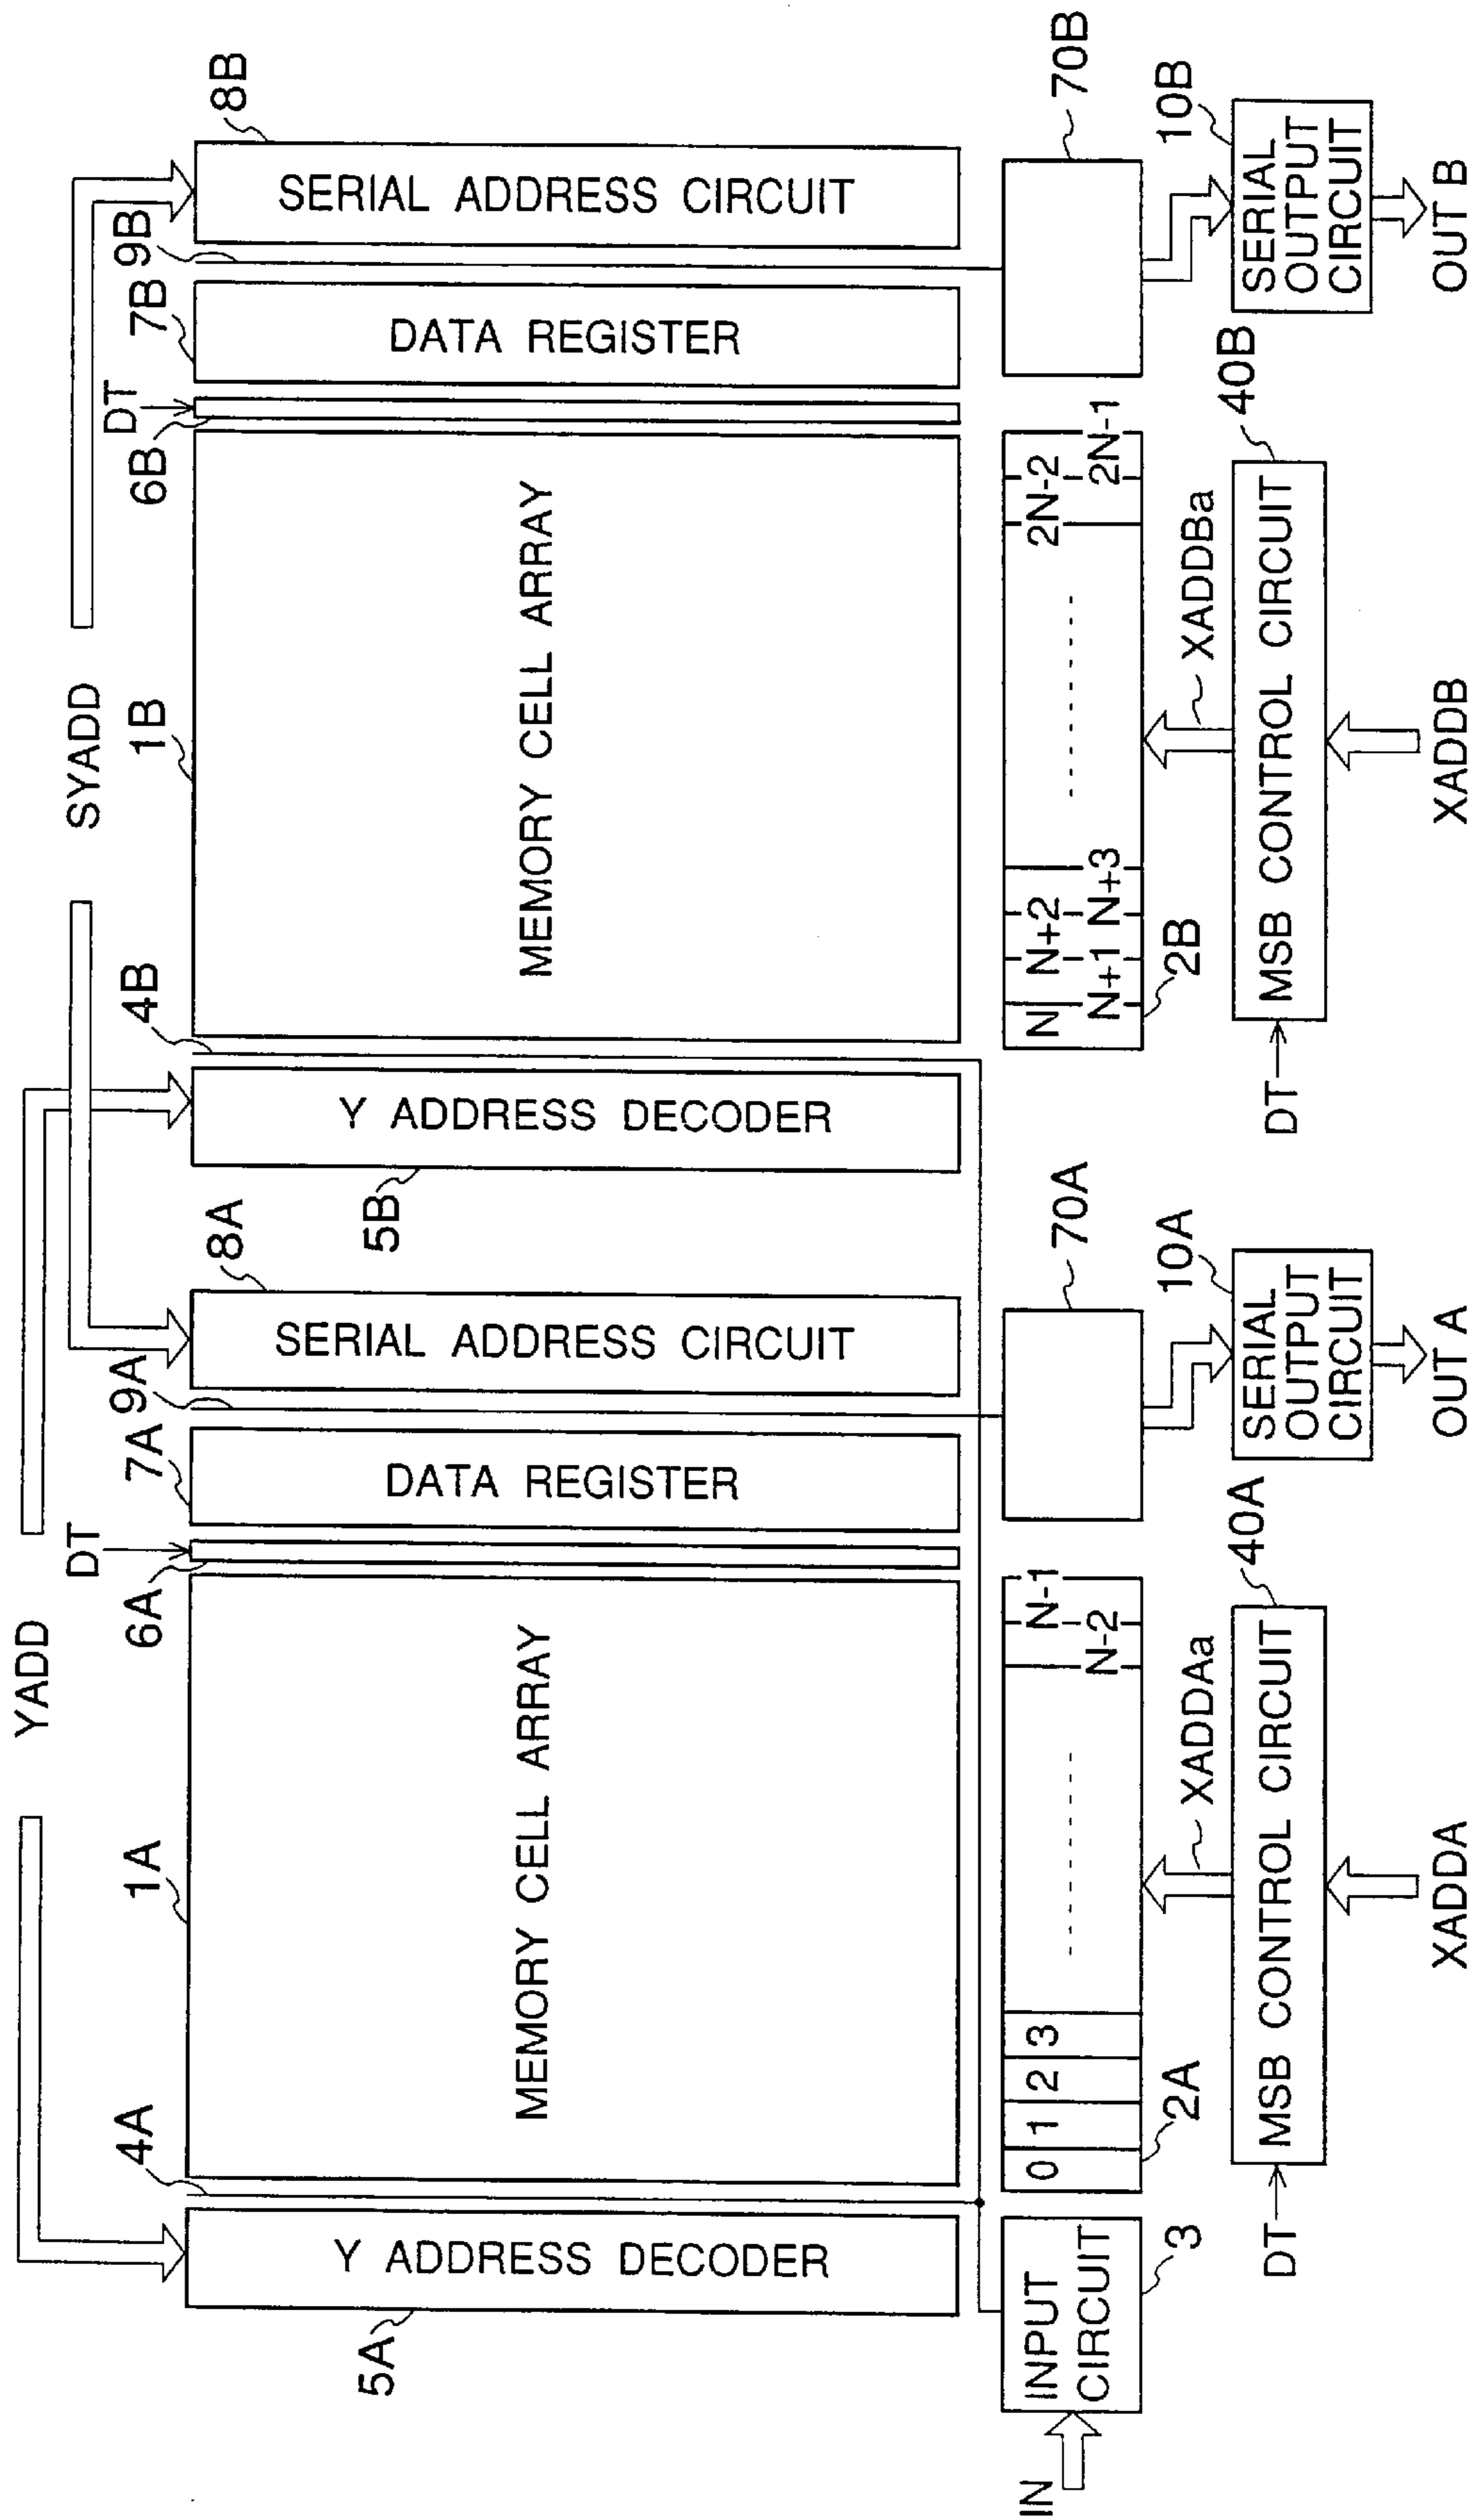 YADD
SYADD
4A
1A
6A
DT
7A
9A
8A
4B
1B
6B
DT
7B
9B
8B
Y ADDRESS DECODER
MEMORY CELL ARRAY
DATA REGISTER
SERIAL ADDRESS CIRCUIT
Y ADDRESS DECODER
MEMORY CELL ARRAY
DATA REGISTER
SERIAL ADDRESS CIRCUIT
5A
5B
IN
INPUT
CIRCUIT
3
0
1
2
3
N-2
N-1
2A
70A
N
N+1
N+2
N+3
2N-2
2N-1
2B
70B
XADDAa
XADDBa
DT
MSB CONTROL CIRCUIT
40A
SERIAL
OUTPUT
CIRCUIT
10A
DT
MSB CONTROL CIRCUIT
40B
SERIAL
OUTPUT
CIRCUIT
10B
XADDA
OUT A
XADDB
OUT B